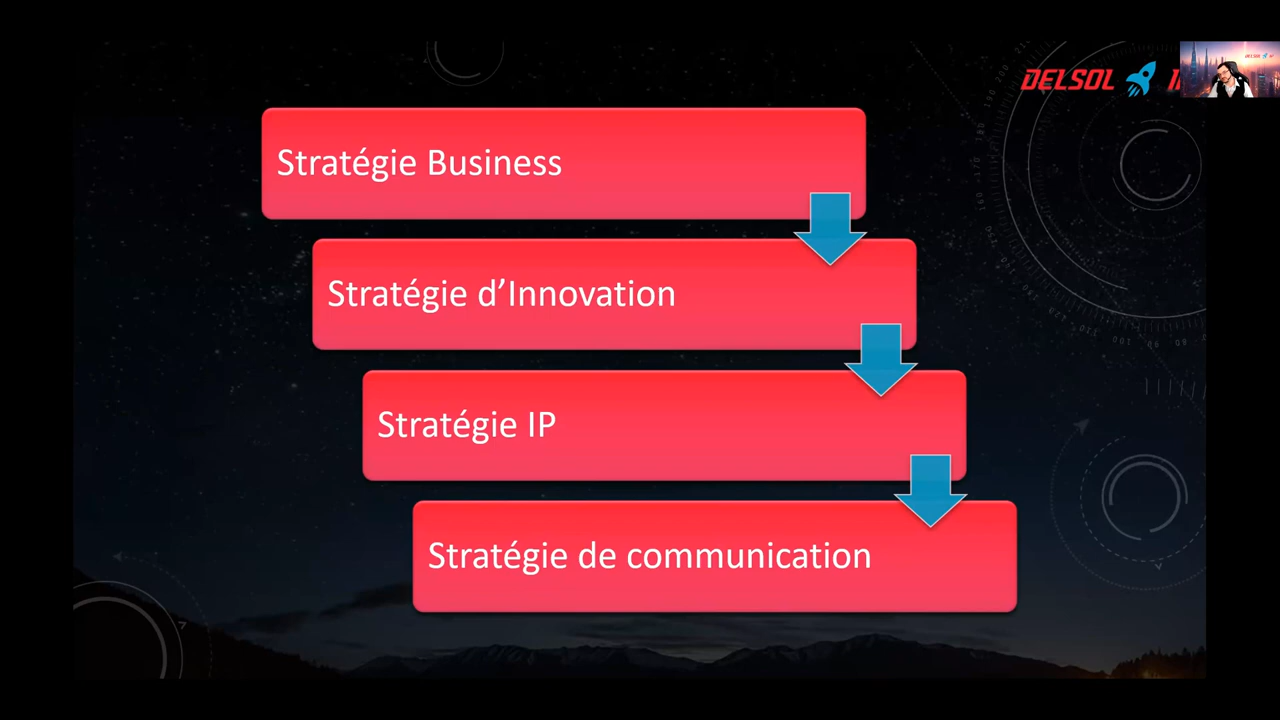 DELSOL
Stratégie Business
Stratégie d’Innovation
Stratégie IP
Stratégie de communication